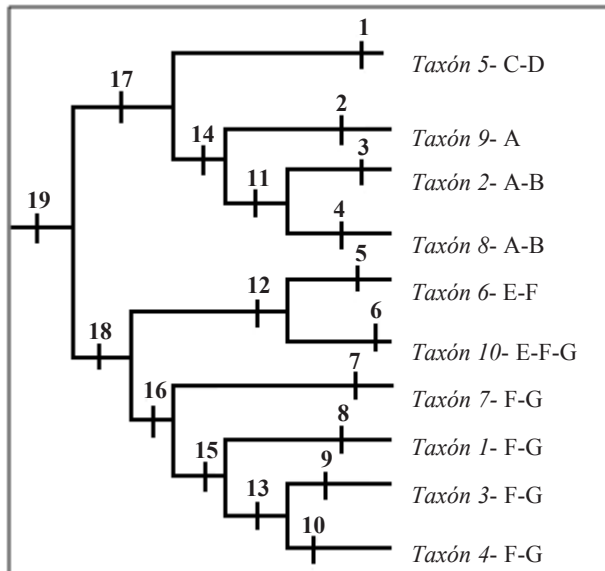 1
17
Taxón 5- C-D
2
14
Taxón 9- A
3
11
Taxón 2- A-B
19
4
Taxón 8- A-B
5
12
Taxón 6- E-F
18
6
Taxón 10- E-F-G
7
16
Taxón 7- F-G
8
15
Taxón 1- F-G
9
13
Taxón 3- F-G
10
Taxón 4- F-G